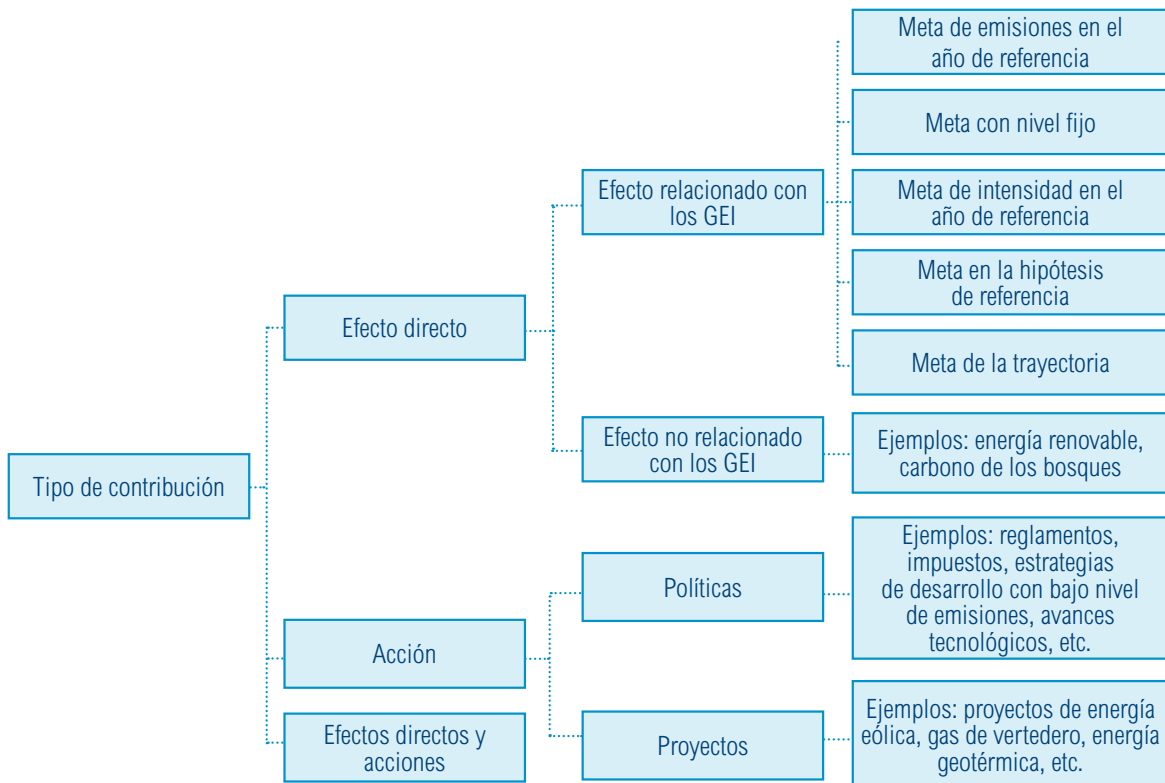 Tipo de contribución
Efecto directo
Acción
Efectos directos y
acciones
Efecto relacionado con
los GEI
Efecto no relacionado
con los GEI
Políticas
Proyectos
Meta de emisiones en el
año de referencia
Meta con nivel fijo
Meta de intensidad en el
año de referencia
Meta en la hipótesis
de referencia
Meta de la trayectoria
Ejemplos: energía renovable,
carbono de los bosques
Ejemplos: reglamentos,
impuestos, estrategias
de desarrollo con bajo nivel
de emisiones, avances
tecnológicos, etc.
Ejemplos: proyectos de energía
eólica, gas de vertedero, energía
geotérmica, etc.